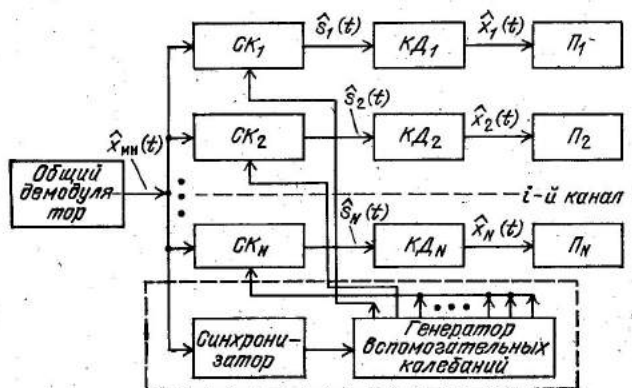 СК₁
ŝ₁(t)
КД₁
x̂₁(t)
П₁
СК₂
ŝ₂(t)
КД₂
x̂₂(t)
П₂
x̂мн(t)
Общий
демодуля
тор
i-й канал
СКN
ŝN(t)
КДN
x̂N(t)
ПN
Синхрони-
затор
Генератор
вспомогательных
колебаний